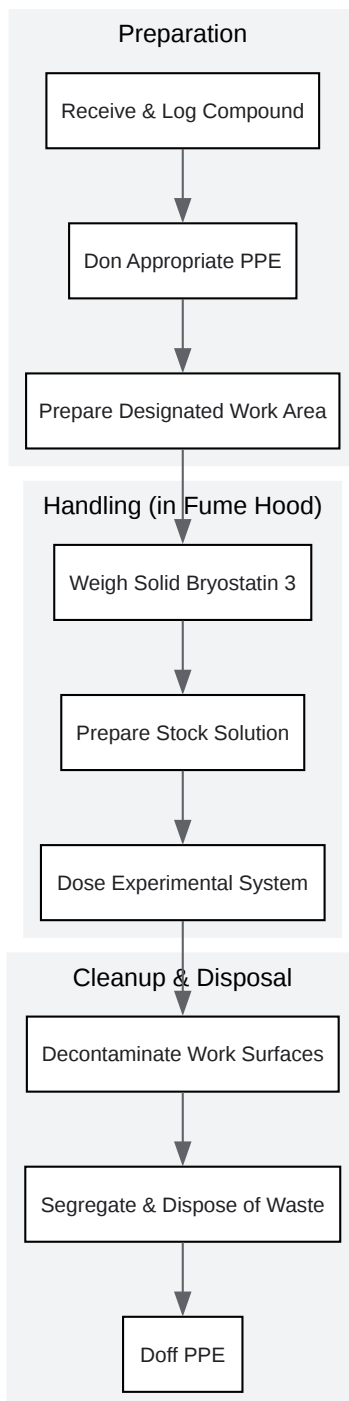 Preparation
Receive & Log Compound
Don Appropriate PPE
Prepare Designated Work Area
Handling (in Fume Hood)
Weigh Solid Bryostatin 3
Prepare Stock Solution
Dose Experimental System
Cleanup & Disposal
Decontaminate Work Surfaces
Segregate & Dispose of Waste
Doff PPE